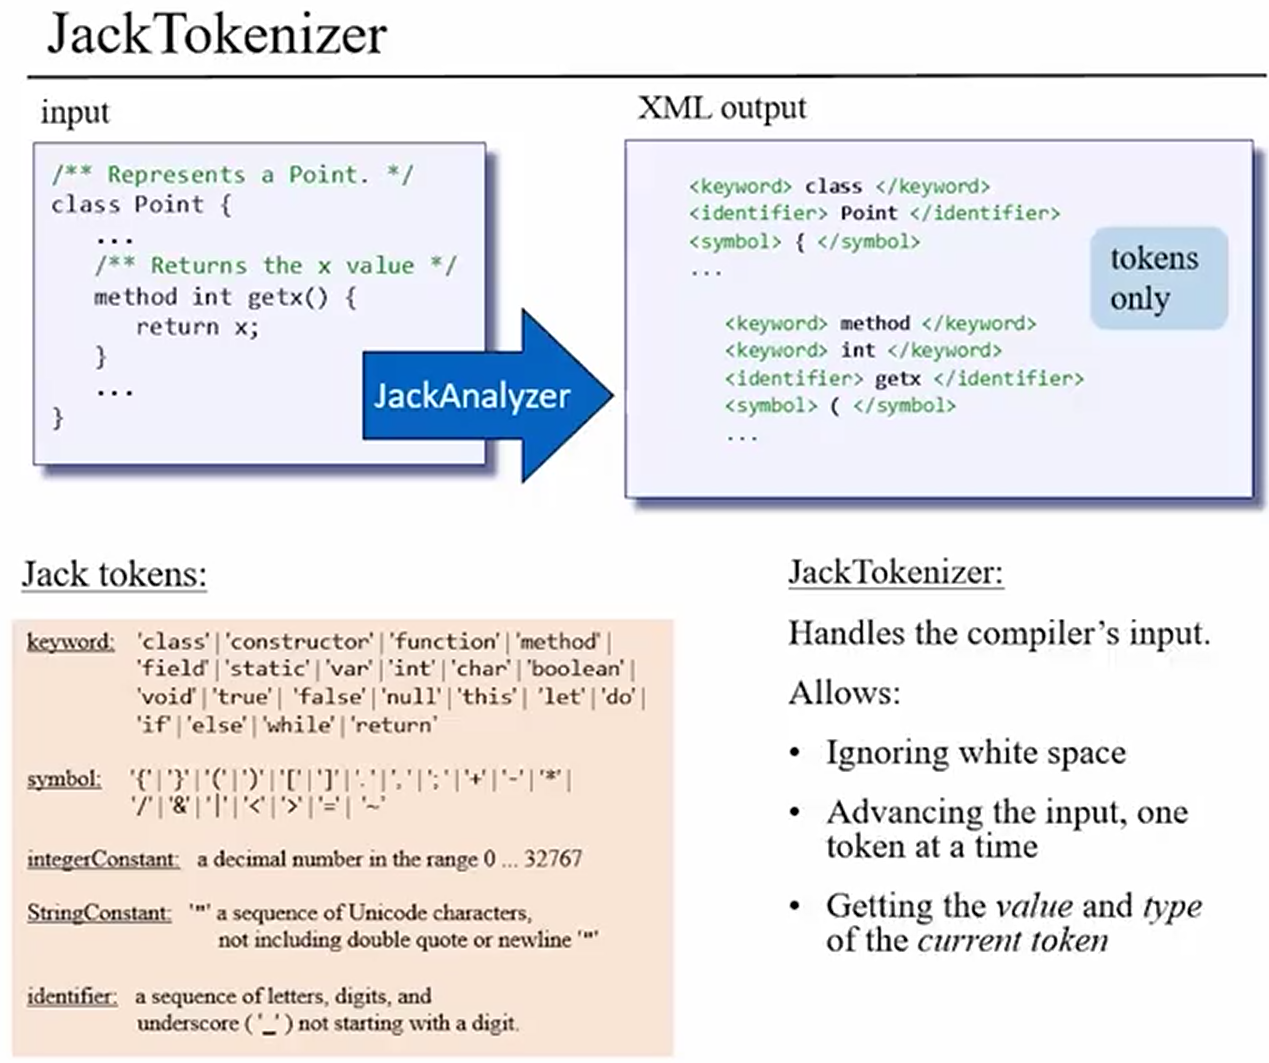 JackTokenizer
input
/** Represents a Point. */
class Point {
...
/** Returns the x value */
method int getx() {
return x;
}
...
}
JackAnalyzer
XML output
<keyword> class </keyword>
<identifier> Point </identifier>
<symbol> { </symbol>
...
<keyword> method </keyword>
<keyword> int </keyword>
<identifier> getx </identifier>
<symbol> ( </symbol>
...
tokens
only
Jack tokens:
keyword: 'class'|'constructor'|'function'|'method'|
'field'|'static'|'var'|'int'|'char'|'boolean'|
'void'|'true'| 'false'|'null'|'this'| 'let'|'do'|
'if'|'else'|'while'|'return'
symbol: '{'|'}'|'('|')'|'['|']'|'.'|','|';'|'+'|'-'|'*'|
'/'|'&'|'|'|'<'|'>'|'='| '~'
integerConstant: a decimal number in the range 0 ... 32767
StringConstant: '"' a sequence of Unicode characters,
not including double quote or newline '"'
identifier: a sequence of letters, digits, and
underscore ( '_' ) not starting with a digit.
JackTokenizer:
Handles the compiler's input.
Allows:
• Ignoring white space
• Advancing the input, one
token at a time
• Getting the value and type
of the current token